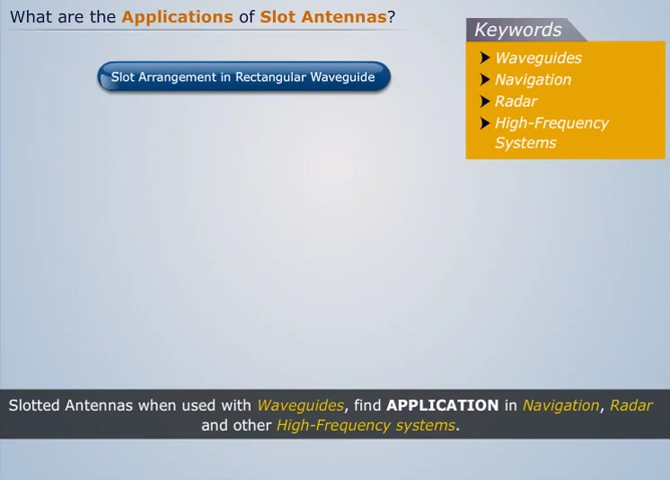 What are the Applications of Slot Antennas?
Keywords
Slot Arrangement in Rectangular Waveguide
Waveguides
Navigation
Radar
High-Frequency
Systems
Slotted Antennas when used with Waveguides, find APPLICATION in Navigation, Radar
and other High-Frequency systems.